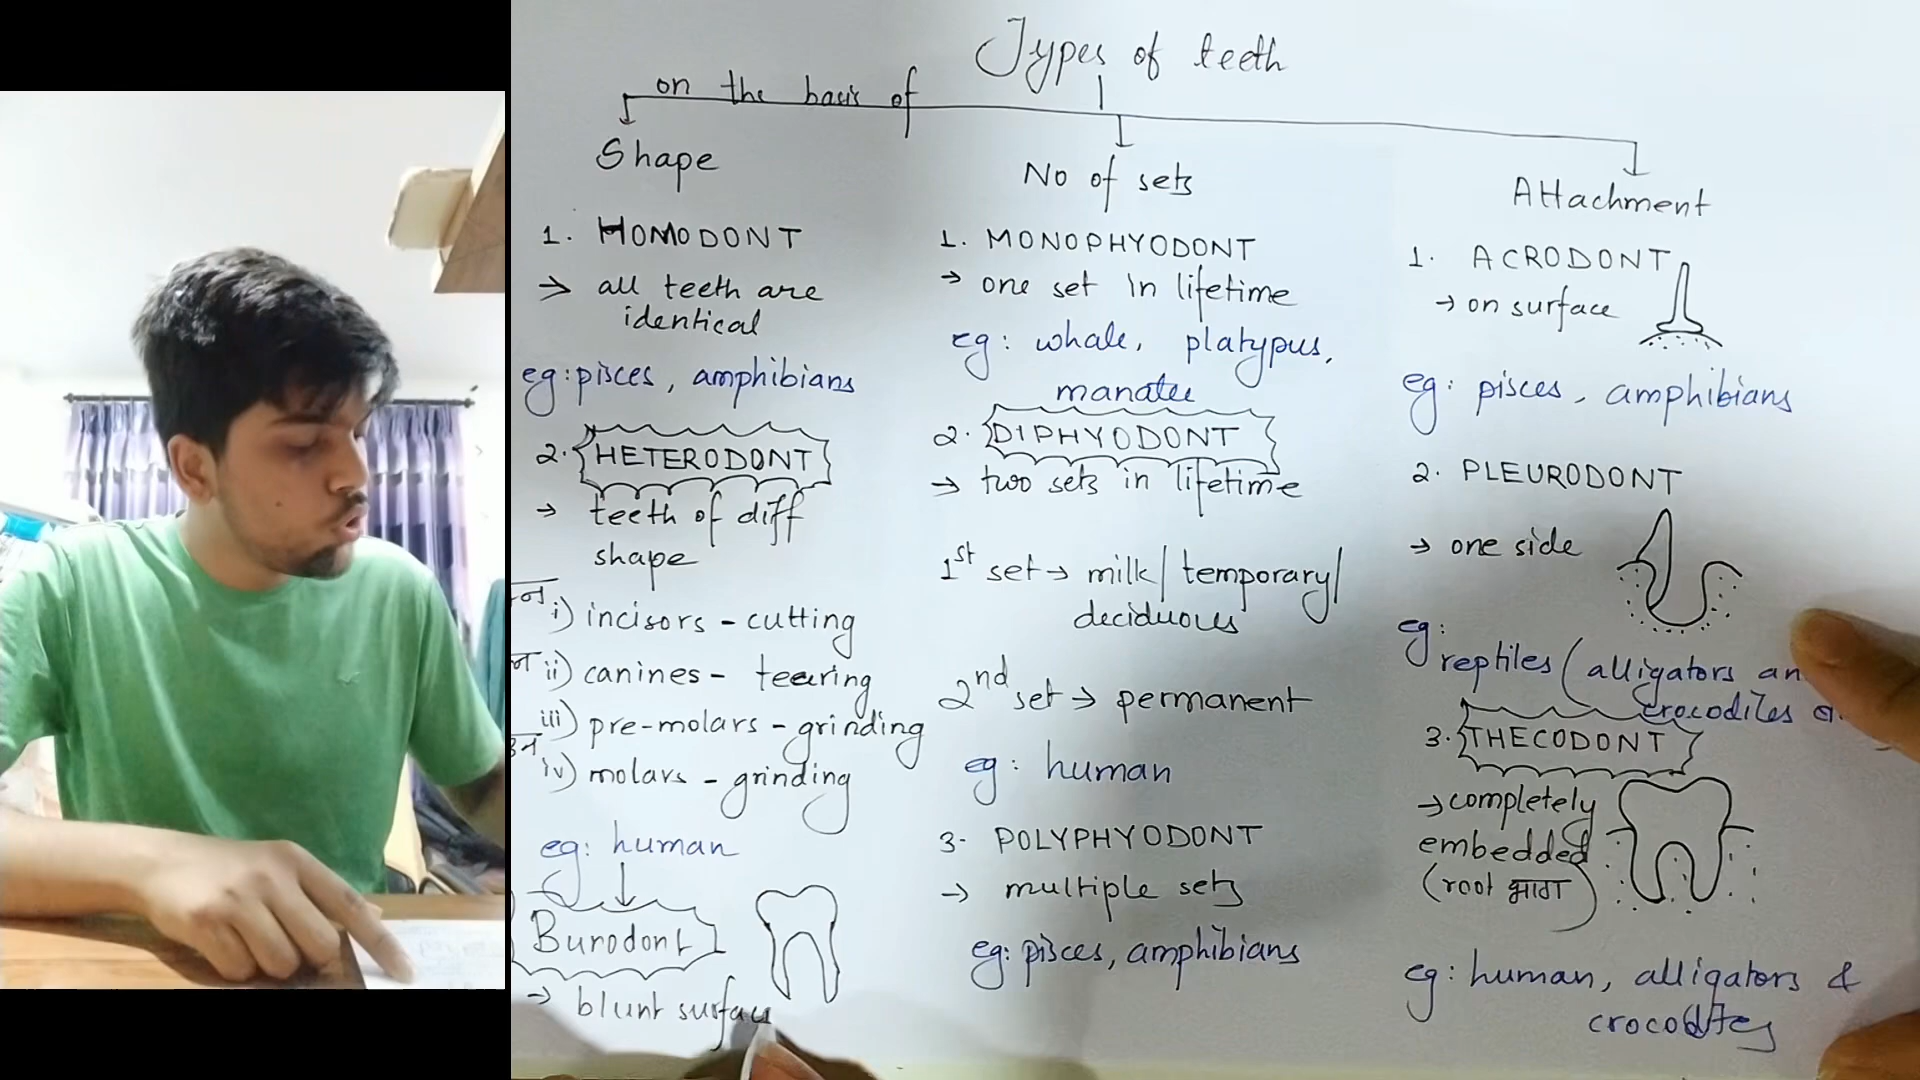 Types of teeth
on the basis of
Shape
1. HOMODONT
→ all teeth are
identical
eg: pisces, amphibians
2. HETERODONT
→ teeth of diff
shape
i) incisors - cutting
ii) canines - tearing
iii) pre-molars - grinding
iv) molars - grinding
eg: human
Bunodont
→ blunt surface
No of sets
1. MONOPHYODONT
→ one set in lifetime
eg: whale, platypus,
manatee
2. DIPHYODONT
→ two sets in lifetime
1st set → milk/temporary/
deciduous
2nd set → permanent
eg: human
3- POLYPHYODONT
→ multiple sets
eg: pisces, amphibians
Attachment
1. ACRODONT
→ on surface
eg: pisces, amphibians
2. PLEURODONT
→ one side
eg:
reptiles (alligators
crocodiles
3. THECODONT
→ completely
embedded
(root भाग)
eg: human, alligators &
crocodiles